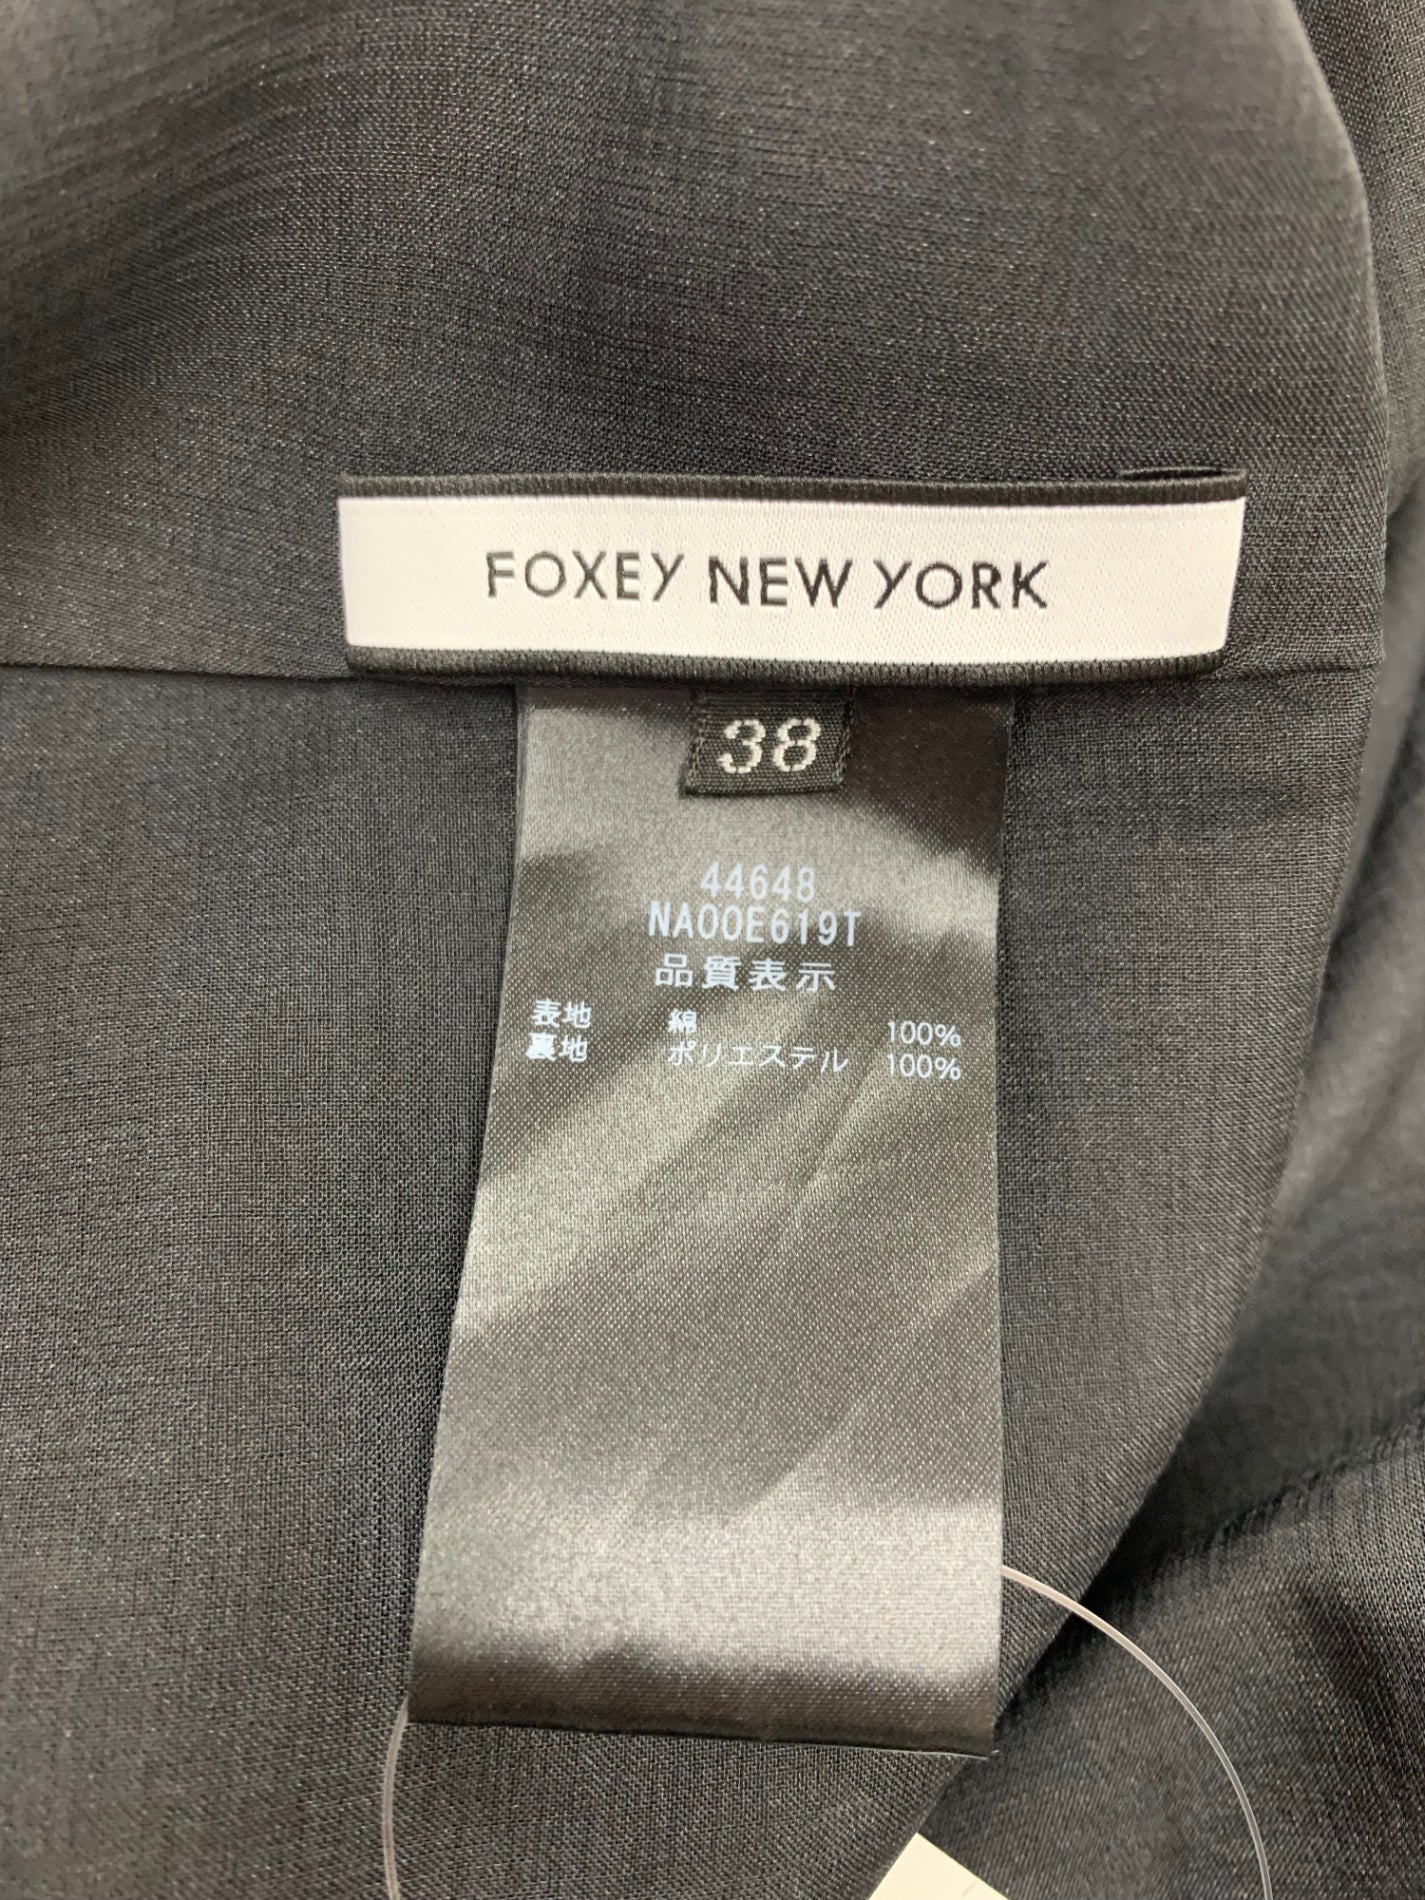 FOXEY NEW YORK
38
44648
NA00E619T
品質表示
表地 綿 100%
裏地 ポリエステル 100%